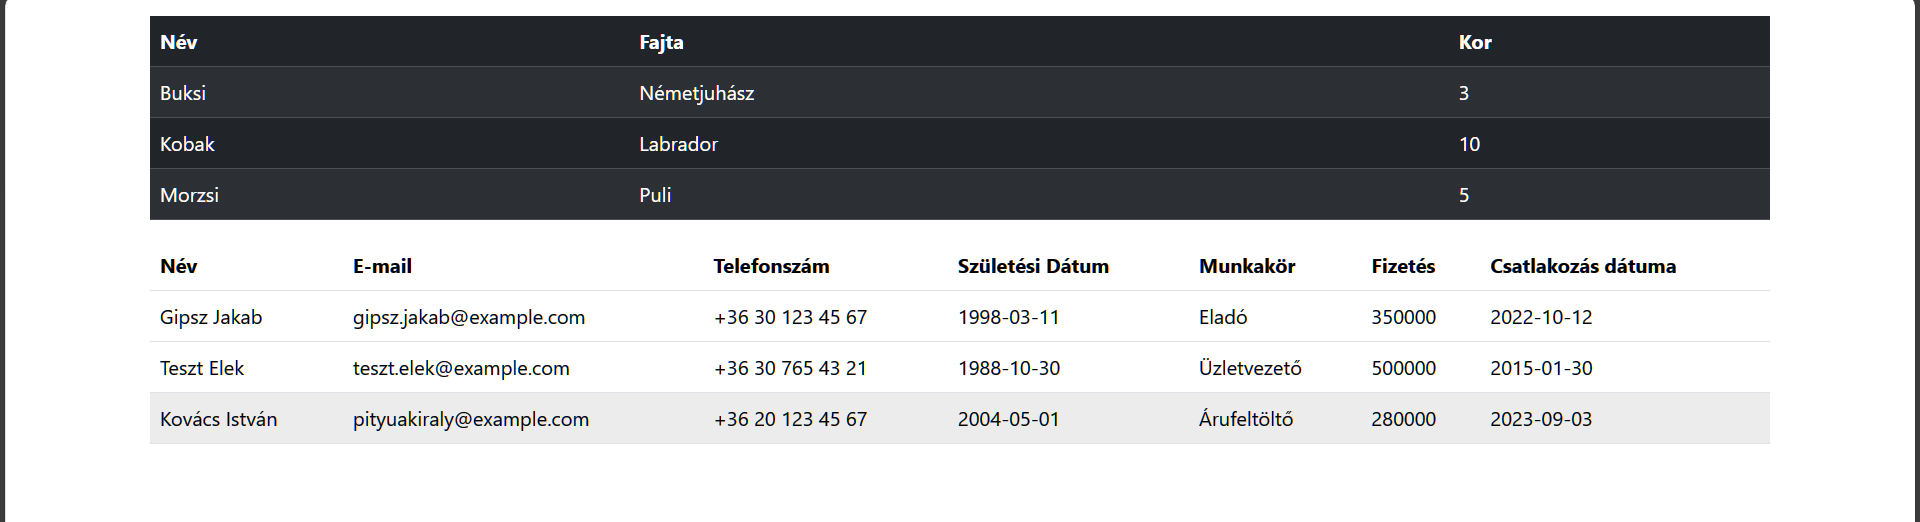 Név Fajta Kor
Buksi Németjuhász 3
Kobak Labrador 10
Morzsi Puli 5
Név E-mail Telefonszám Születési Dátum Munkakör Fizetés Csatlakozás dátuma
Gipsz Jakab gipsz.jakab@example.com +36 30 123 45 67 1998-03-11 Eladó 350000 2022-10-12
Teszt Elek teszt.elek@example.com +36 30 765 43 21 1988-10-30 Üzletvezető 500000 2015-01-30
Kovács István pityuakiraly@example.com +36 20 123 45 67 2004-05-01 Árufeltöltő 280000 2023-09-03